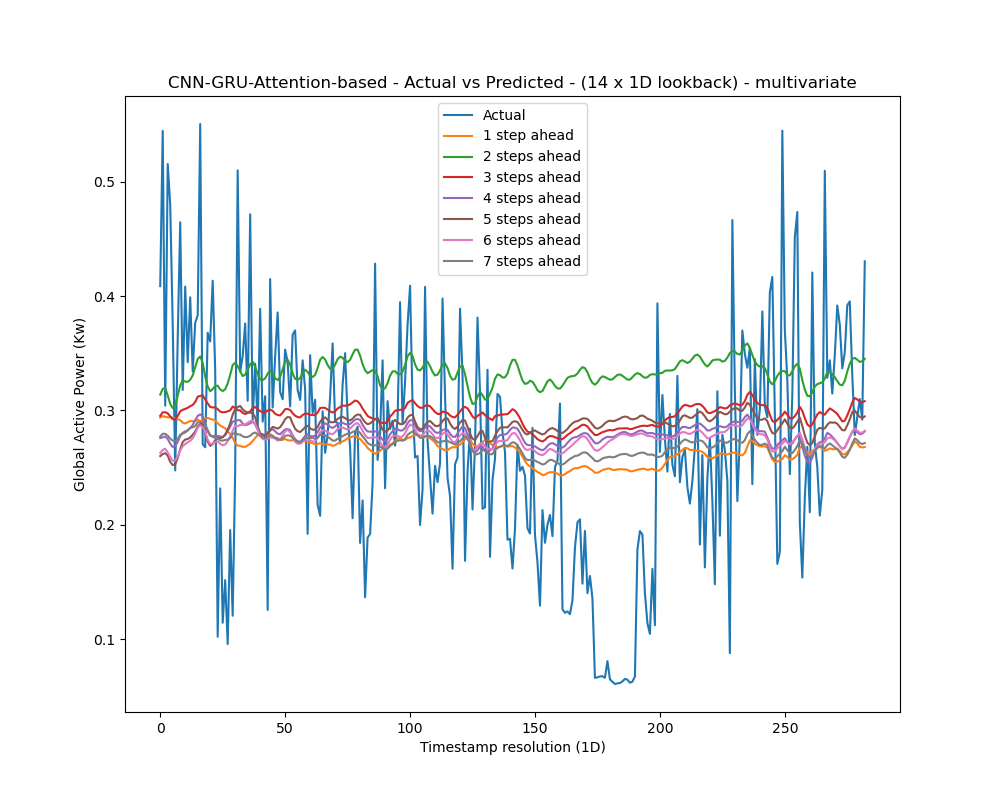 CNN-GRU-Attention-based - Actual vs Predicted - (14 x 1D lookback) - multivariate
Actual
1 step ahead
2 steps ahead
3 steps ahead
4 steps ahead
5 steps ahead
6 steps ahead
7 steps ahead
Global Active Power (Kw)
0.5
0.4
0.3
0.2
0.1
0 50 100 150 200 250
Timestamp resolution (1D)